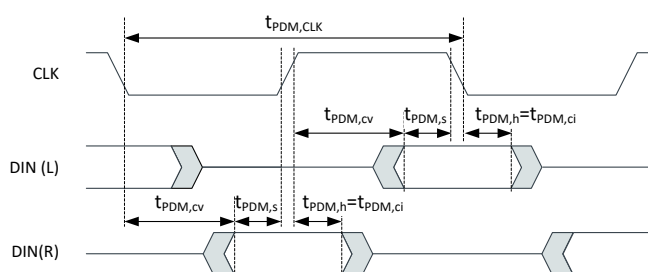 tPDM,CLK
CLK
tPDM,cv tPDM,s tPDM,h=tPDM,ci
DIN (L)
tPDM,cv tPDM,s tPDM,h=tPDM,ci
DIN(R)